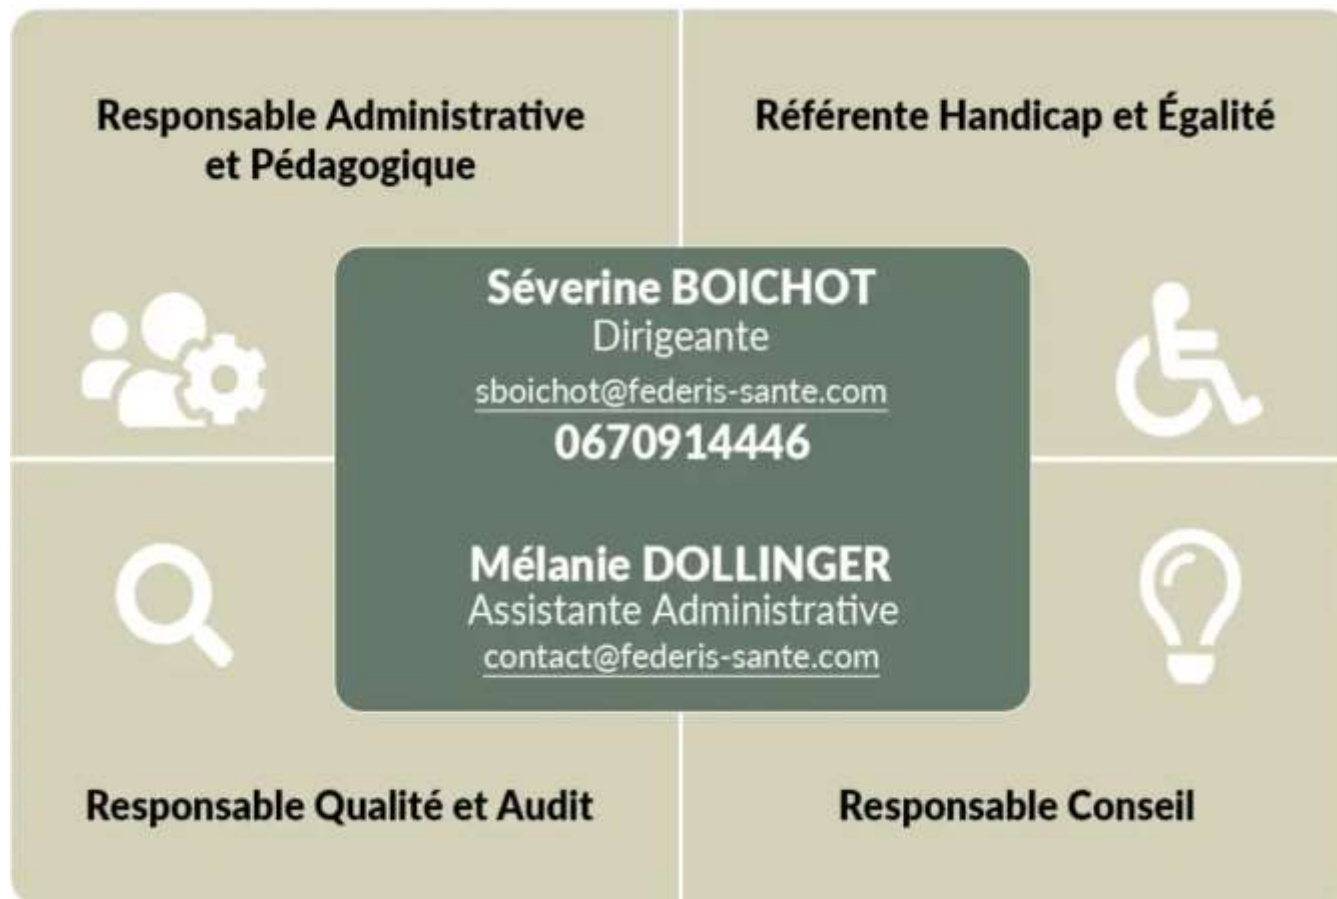 Responsable Administrative
et Pédagogique
Référente Handicap et Égalité
Séverine BOICHOT
Dirigeante
sboichot@federis-sante.com
0670914446
Mélanie DOLLINGER
Assistante Administrative
contact@federis-sante.com
Responsable Qualité et Audit
Responsable Conseil